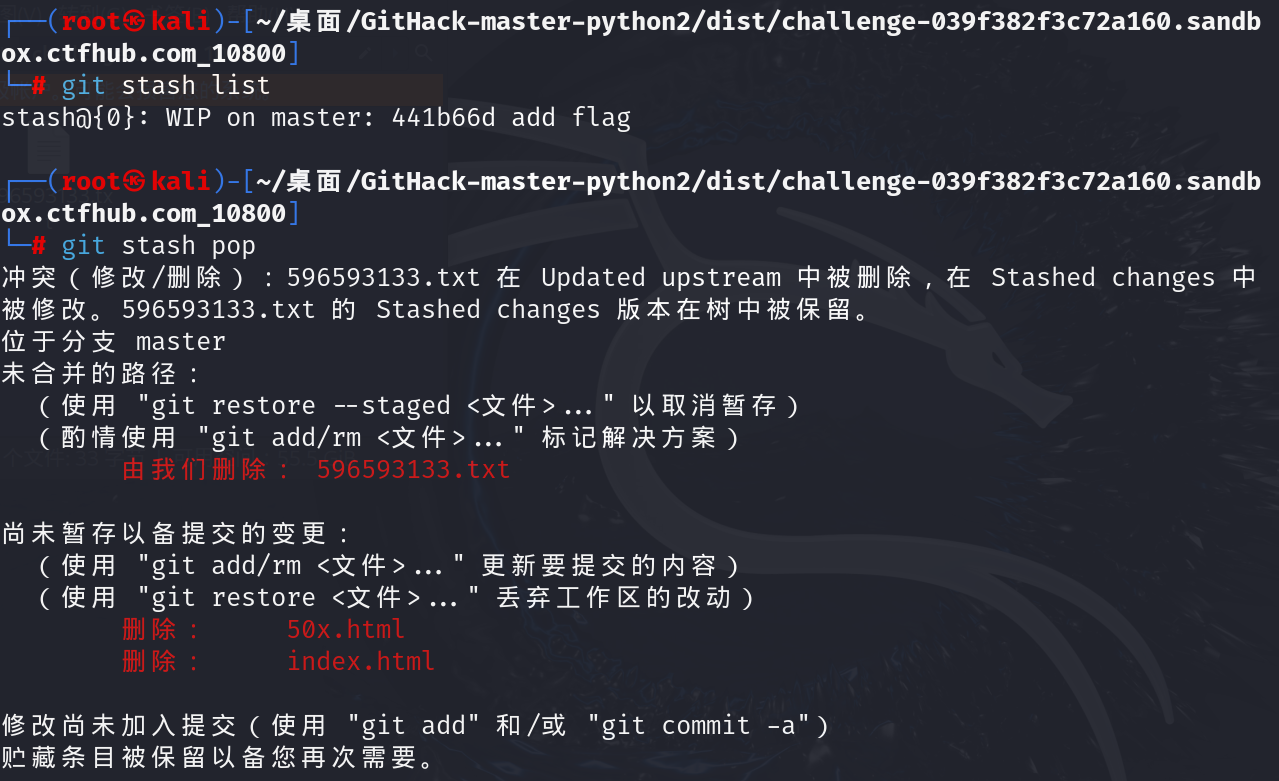 ┌──(root㉿kali)-[~/桌面/GitHack-master-python2/dist/challenge-039f382f3c72a160.sandb
ox.ctfhub.com_10800]
└─# git stash list
stash@{0}: WIP on master: 441b66d add flag
┌──(root㉿kali)-[~/桌面/GitHack-master-python2/dist/challenge-039f382f3c72a160.sandb
ox.ctfhub.com_10800]
└─# git stash pop
冲突（修改/删除）：596593133.txt 在 Updated upstream 中被删除，在 Stashed changes 中
被修改。596593133.txt 的 Stashed changes 版本在树中被保留。
位于分支 master
未合并的路径：
（使用 "git restore --staged <文件>..." 以取消暂存）
（酌情使用 "git add/rm <文件>..." 标记解决方案）
由我们删除： 596593133.txt
尚未暂存以备提交的变更：
（使用 "git add/rm <文件>..." 更新要提交的内容）
（使用 "git restore <文件>..." 丢弃工作区的改动）
删除： 50x.html
删除： index.html
修改尚未加入提交（使用 "git add" 和/或 "git commit -a"）
贮藏条目被保留以备您再次需要。